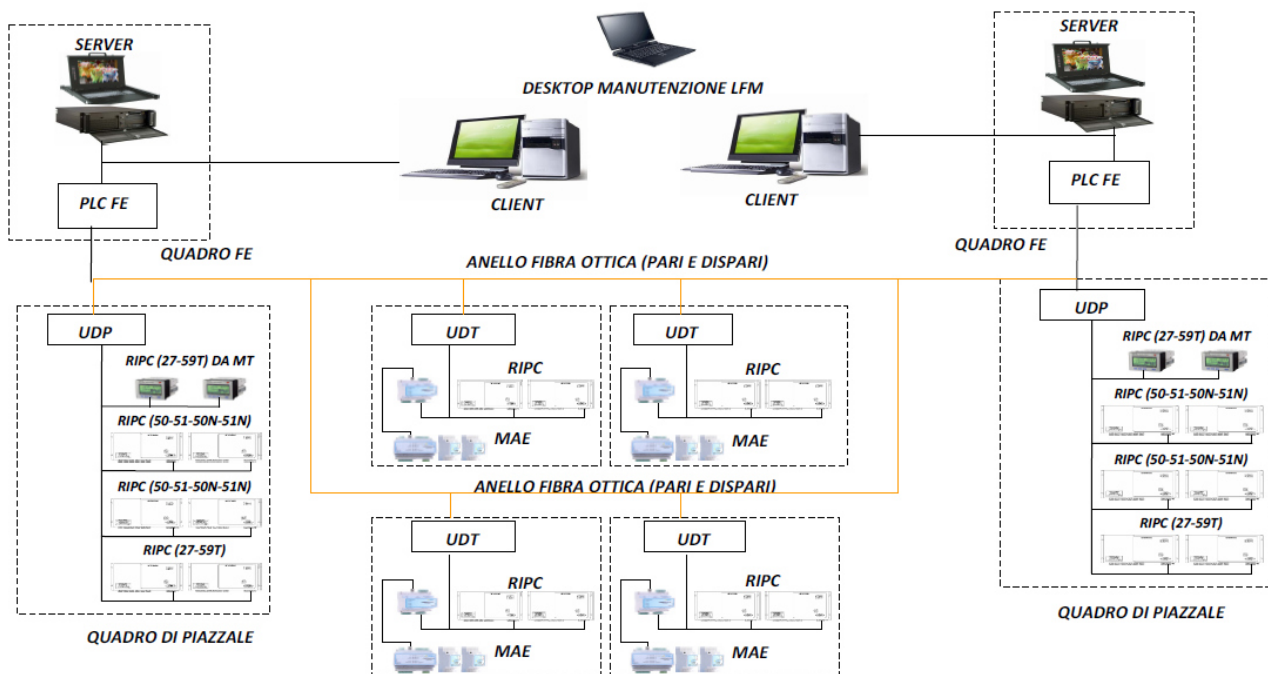 SERVER
SERVER
DESKTOP MANUTENZIONE LFM
PLC FE
CLIENT
CLIENT
PLC FE
QUADRO FE
QUADRO FE
ANELLO FIBRA OTTICA (PARI E DISPARI)
UDP
RIPC (27-59T) DA MT
RIPC (50-51-50N-51N)
RIPC (50-51-50N-51N)
RIPC (27-59T)
QUADRO DI PIAZZALE
UDT
RIPC
MAE
UDT
RIPC
MAE
ANELLO FIBRA OTTICA (PARI E DISPARI)
UDT
RIPC
MAE
UDT
RIPC
MAE
UDP
RIPC (27-59T) DA MT
RIPC (50-51-50N-51N)
RIPC (50-51-50N-51N)
RIPC (27-59T)
QUADRO DI PIAZZALE